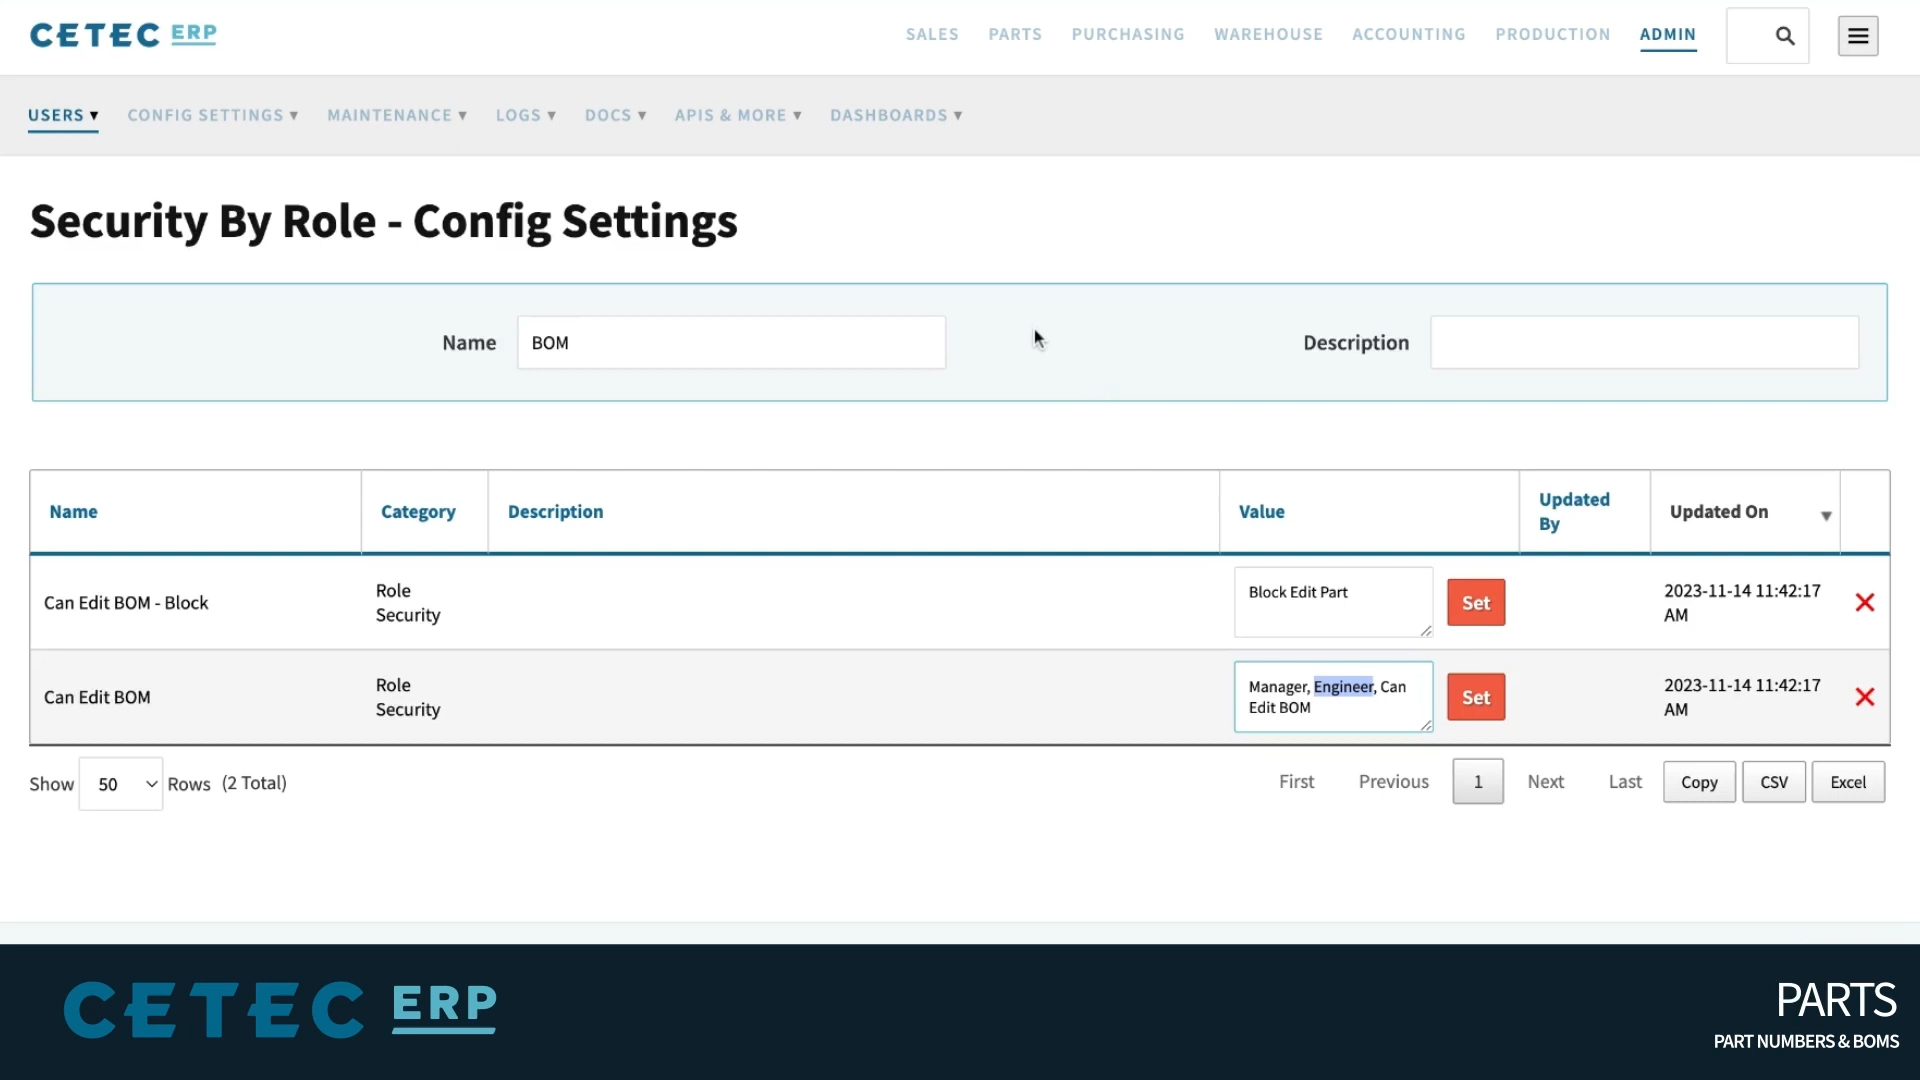 CETEC ERP
SALES PARTS PURCHASING WAREHOUSE ACCOUNTING PRODUCTION ADMIN
USERS ▼ CONFIG SETTINGS ▼ MAINTENANCE ▼ LOGS ▼ DOCS ▼ APIS & MORE ▼ DASHBOARDS ▼
Security By Role - Config Settings
Name BOM Description
Name Category Description Value Updated By Updated On ▼
Can Edit BOM - Block
Role
Security
Block Edit Part
Set
2023-11-14 11:42:17
AM
Can Edit BOM
Role
Security
Manager, Engineer, Can
Edit BOM
Set
2023-11-14 11:42:17
AM
Show 50 Rows (2 Total)
First Previous 1 Next Last Copy CSV Excel
CETEC ERP
PARTS
PART NUMBERS & BOMS